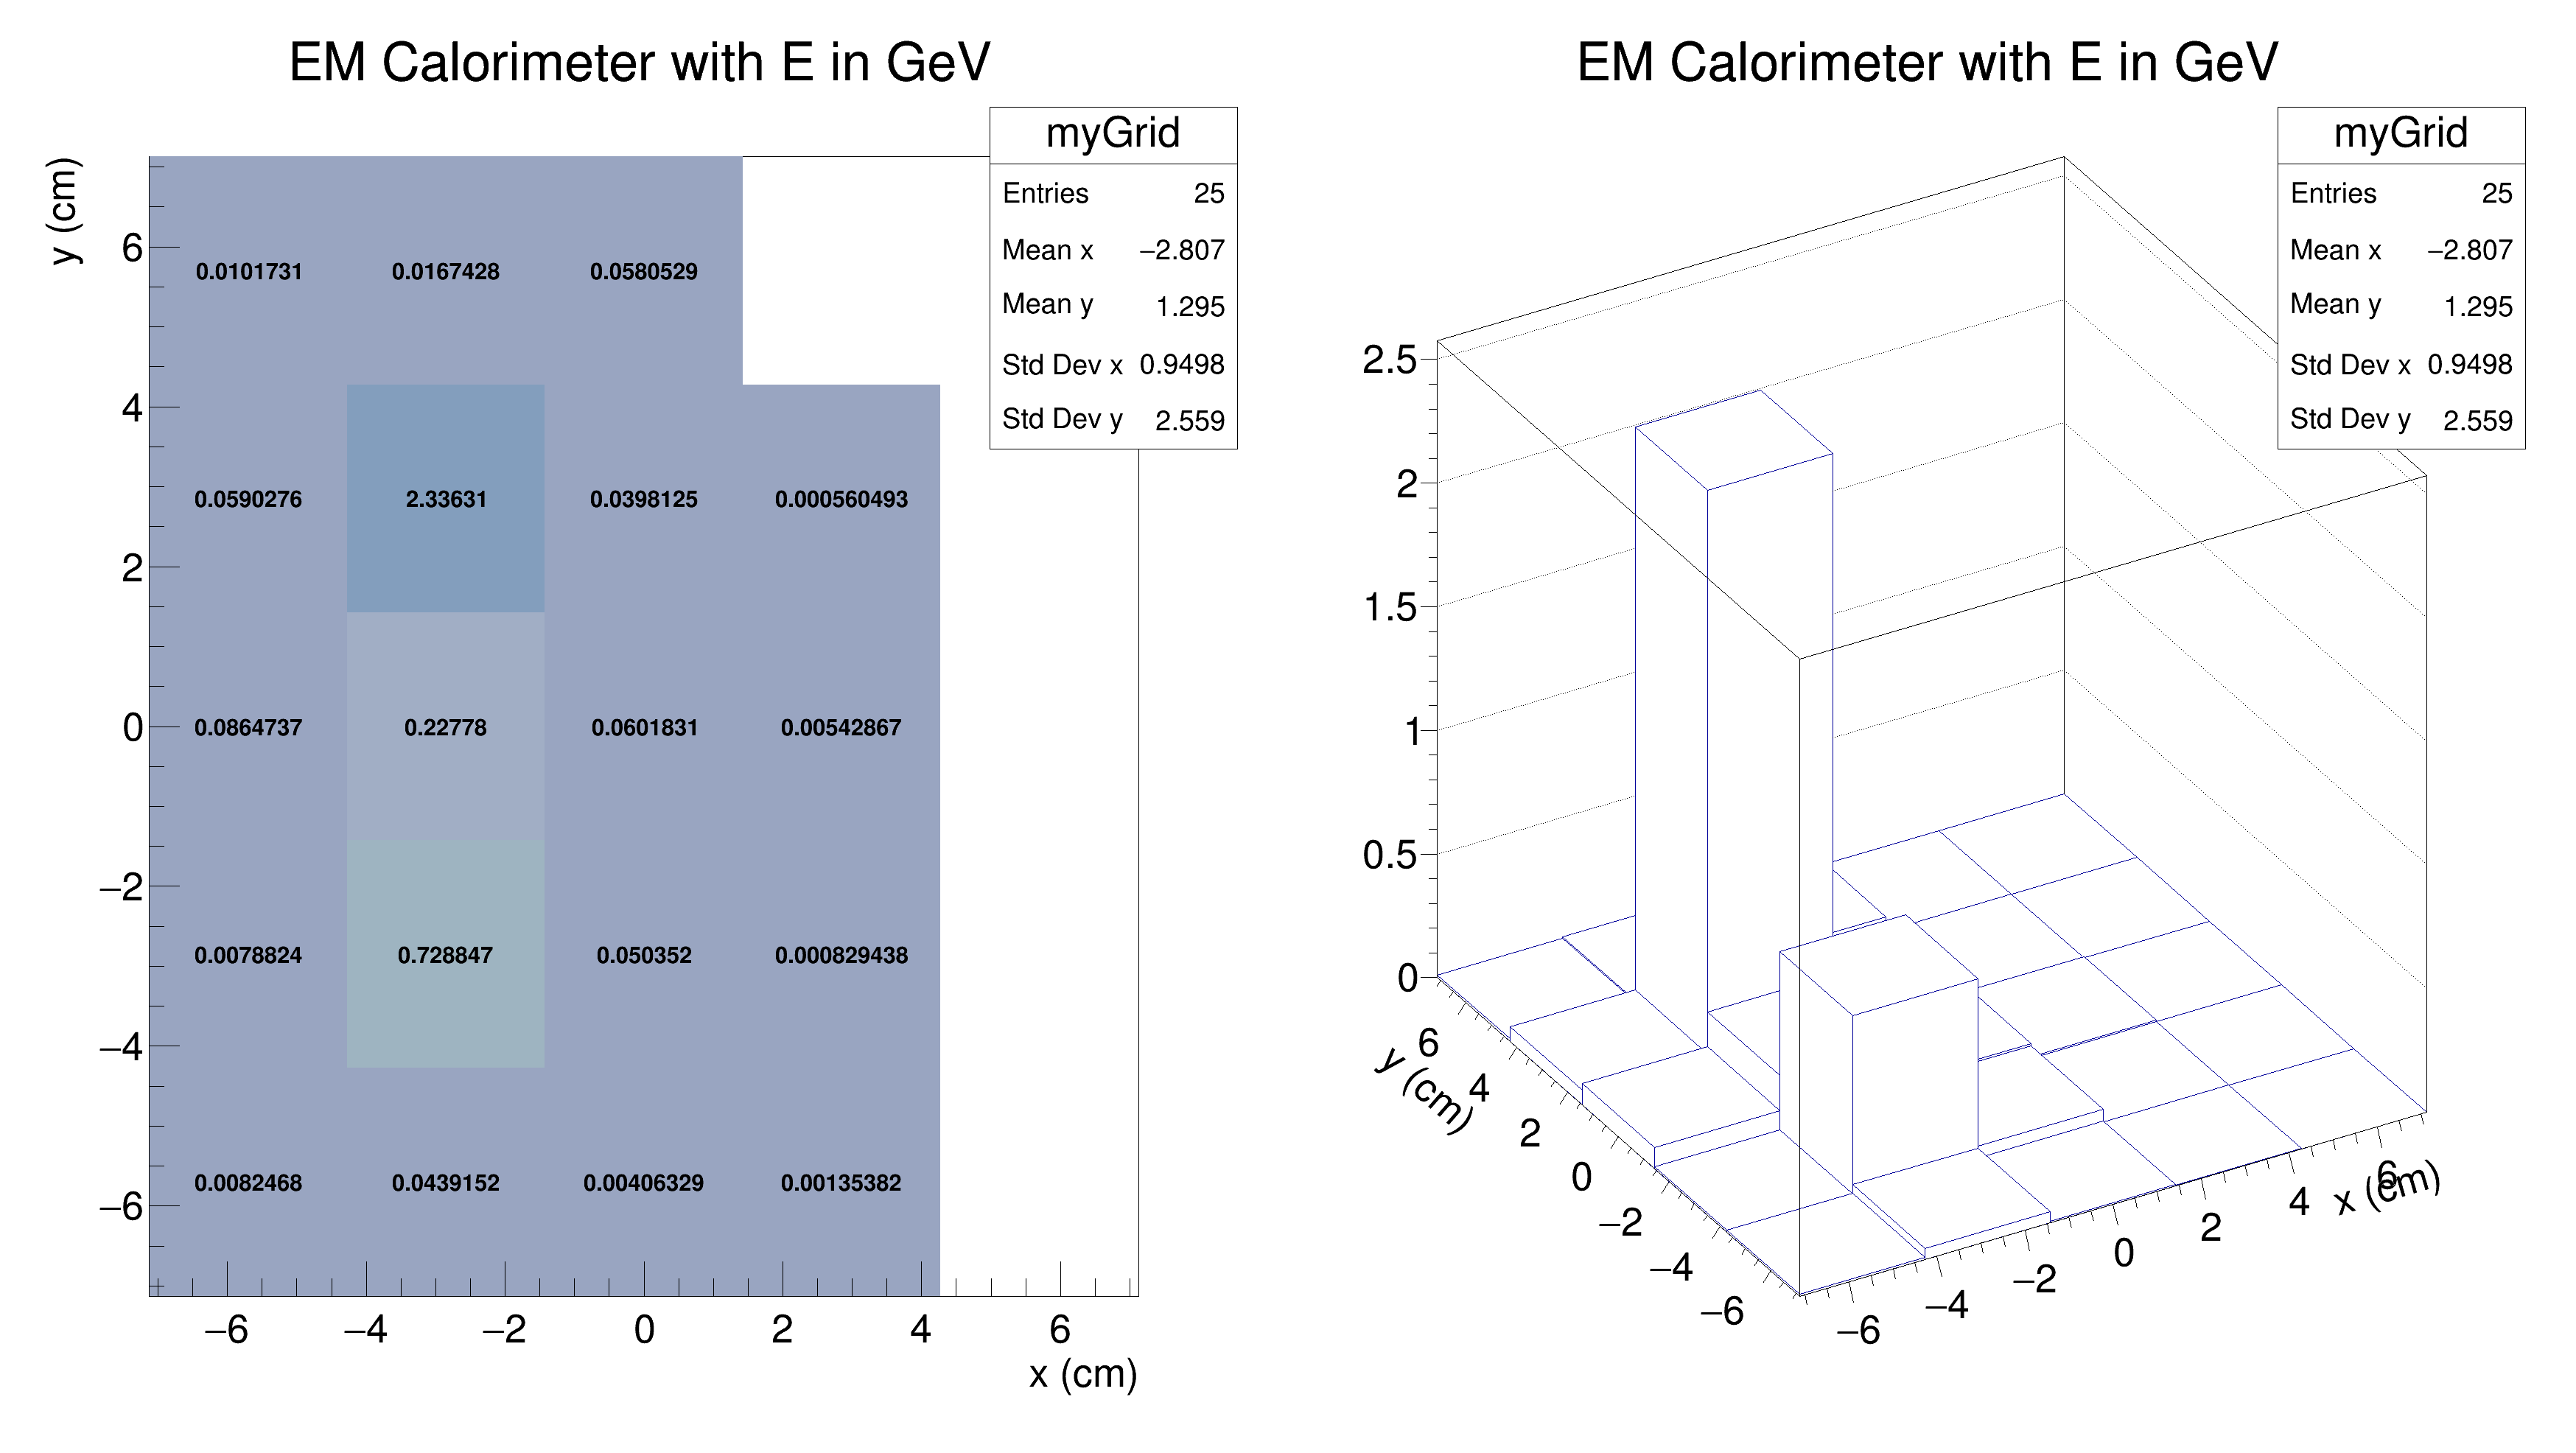 EM Calorimeter with E in GeV
myGrid
Entries 25
Mean x −2.807
Mean y 1.295
Std Dev x 0.9498
Std Dev y 2.559
y (cm)
6
4
2
0
−2
−4
−6
0.0101731 0.0167428 0.0580529
0.0590276 2.33631 0.0398125 0.000560493
0.0864737 0.22778 0.0601831 0.00542867
0.0078824 0.728847 0.050352 0.000829438
0.0082468 0.0439152 0.00406329 0.00135382
−6 −4 −2 0 2 4 6
x (cm)
EM Calorimeter with E in GeV
myGrid
Entries 25
Mean x −2.807
Mean y 1.295
Std Dev x 0.9498
Std Dev y 2.559
2.5
2
1.5
1
0.5
0
y (cm)
6
4
2
0
−2
−4
−6
−6 −4 −2 0 2 4 6
x (cm)